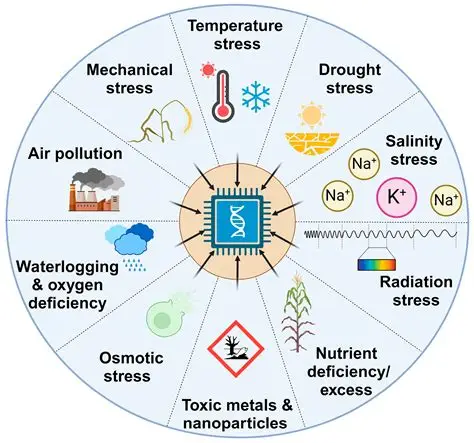 Temperature
stress
Drought
stress
Salinity
stress
Na⁺
Na⁺
K⁺
Na⁺
Radiation
stress
Nutrient
deficiency/
excess
Toxic metals &
nanoparticles
Osmotic
stress
Waterlogging
& oxygen
deficiency
Air pollution
Mechanical
stress